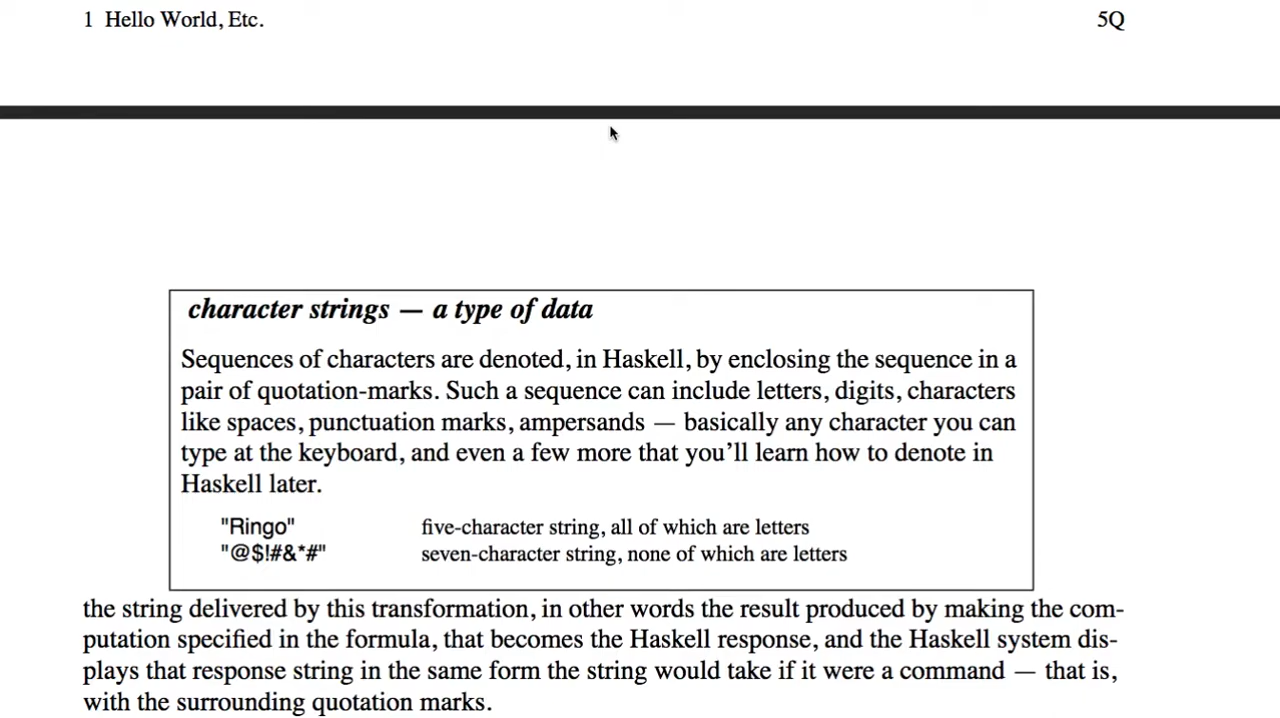 1 Hello World, Etc. 5Q
character strings — a type of data
Sequences of characters are denoted, in Haskell, by enclosing the sequence in a
pair of quotation-marks. Such a sequence can include letters, digits, characters
like spaces, punctuation marks, ampersands — basically any character you can
type at the keyboard, and even a few more that you’ll learn how to denote in
Haskell later.
"Ringo" five-character string, all of which are letters
"@$!#&*#" seven-character string, none of which are letters
the string delivered by this transformation, in other words the result produced by making the com-
putation specified in the formula, that becomes the Haskell response, and the Haskell system dis-
plays that response string in the same form the string would take if it were a command — that is,
with the surrounding quotation marks.